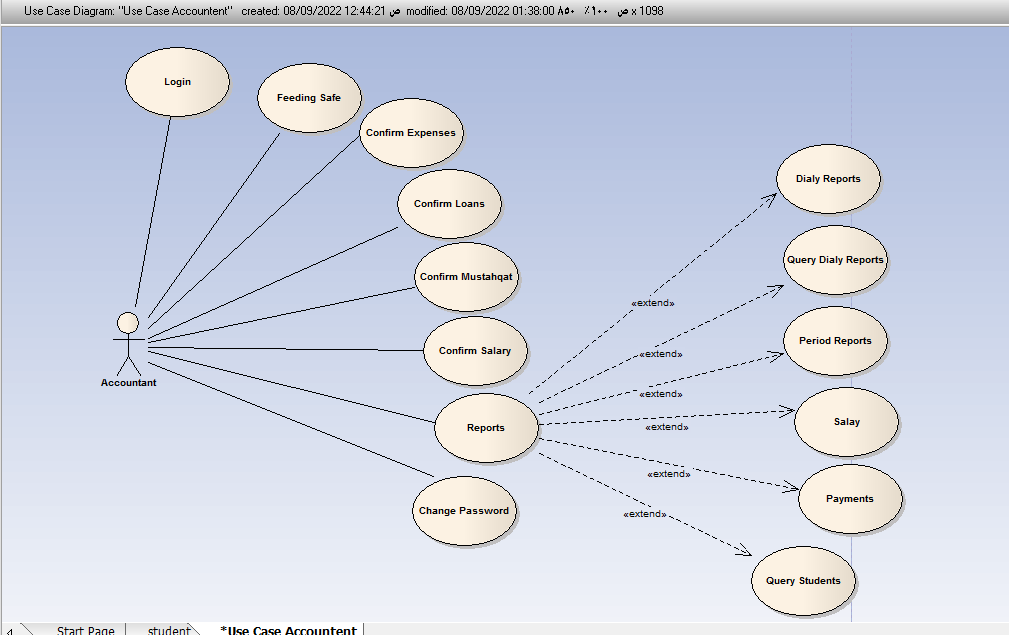 Use Case Diagram: "Use Case Accountent" created: 08/09/2022 12:44:21 ص modified: 08/09/2022 01:38:00 ص ١٠٠٪ ٨٥٠ x 1098
Login
Feeding Safe
Confirm Expenses
Confirm Loans
Confirm Mustahqat
Confirm Salary
Reports
Change Password
Accountant
«extend»
«extend»
«extend»
«extend»
«extend»
«extend»
Dialy Reports
Query Dialy Reports
Period Reports
Salay
Payments
Query Students
Start Page
student
*Use Case Accountent